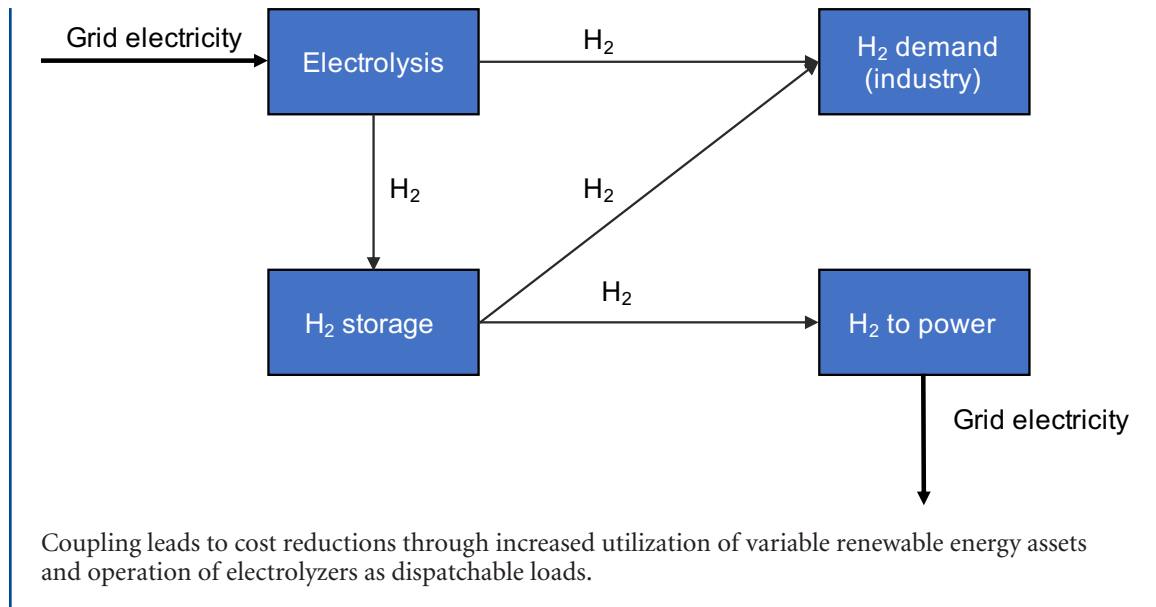 Grid electricity
Electrolysis
H₂
H₂ demand
(industry)
H₂
H₂
H₂ storage
H₂
H₂ to power
Grid electricity
Coupling leads to cost reductions through increased utilization of variable renewable energy assets
and operation of electrolyzers as dispatchable loads.